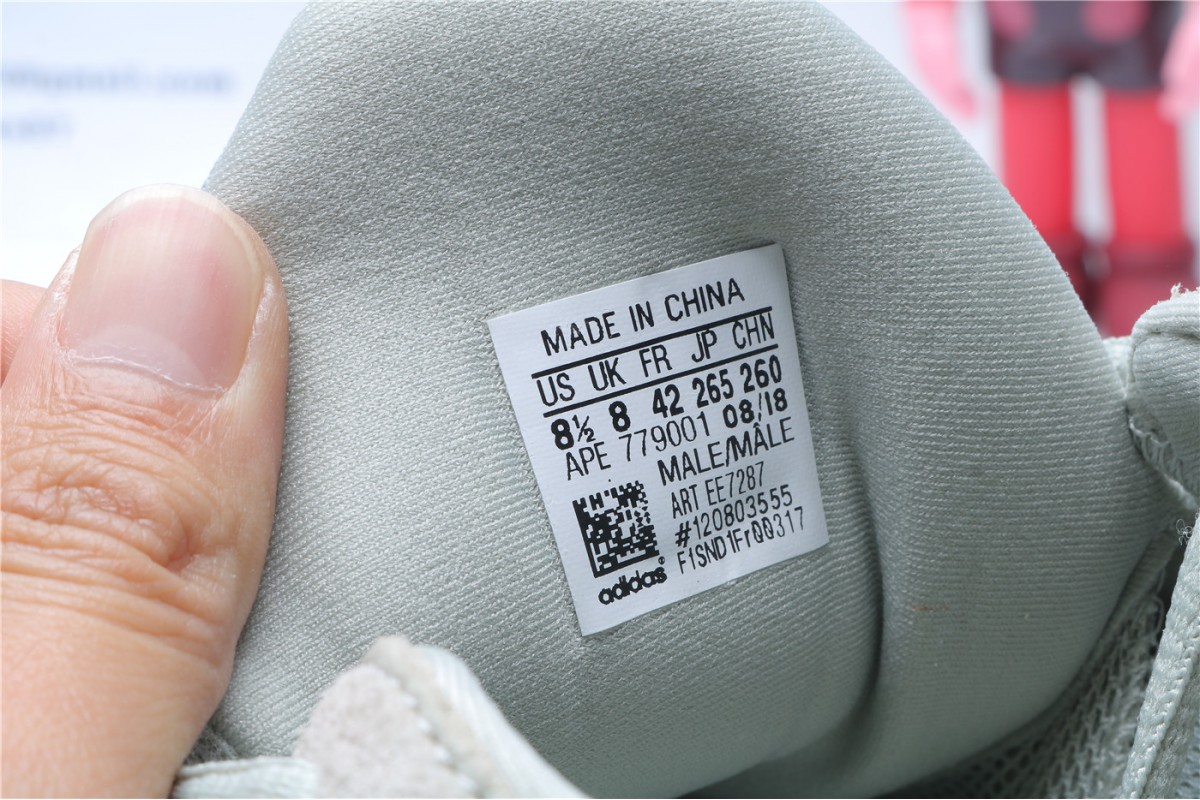 MADE IN CHINA
US UK FR JP CHN
8½ 8 42 265 260
APE 779001 08/18
MALE/MÂLE
ART EE7287
#120803555
F1SND1Fr00317
adidas®